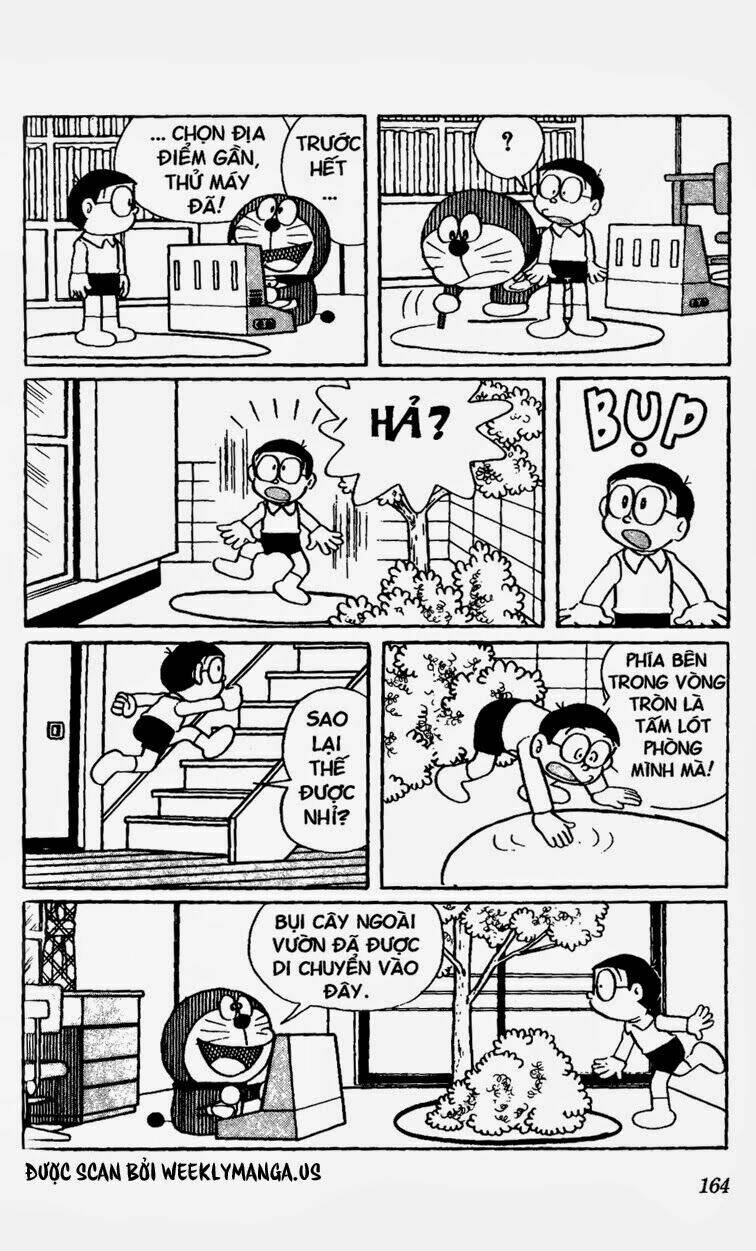 ?
TRƯỚC
HẾT
...
... CHỌN ĐỊA
ĐIỂM GẦN,
THỬ MÁY
ĐÃ!
BỤP
HẢ?
PHÍA BÊN
TRONG VÒNG
TRÒN LÀ
TẤM LÓT
PHÒNG
MÌNH MÀ!
SAO
LẠI
THẾ
ĐƯỢC
NHỈ?
BỤI CÂY NGOÀI
VƯỜN ĐÃ ĐƯỢC
DI CHUYỂN VÀO
ĐÂY.
ĐƯỢC SCAN BỞI WEEKLYMANGA.US
164